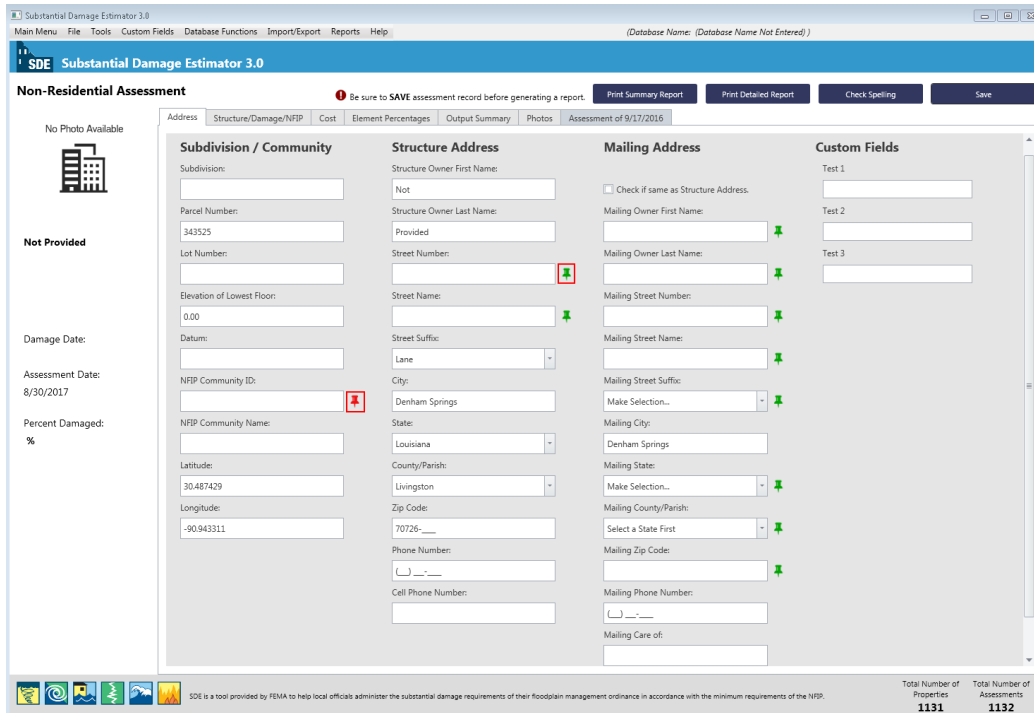 Substantial Damage Estimator 3.0
Main Menu File Tools Custom Fields Database Functions Import/Export Reports Help (Database Name: (Database Name Not Entered) )
SDE Substantial Damage Estimator 3.0
Non-Residential Assessment
Be sure to SAVE assessment record before generating a report.
Print Summary Report Print Detailed Report Check Spelling Save
Address Structure/Damage/NFIP Cost Element Percentages Output Summary Photos Assessment of 9/17/2016
No Photo Available
Not Provided
Damage Date:
Assessment Date:
8/30/2017
Percent Damaged:
%
Subdivision / Community
Subdivision:
Parcel Number:
343525
Lot Number:
Elevation of Lowest Floor:
0.00
Datum:
NFIP Community ID:
NFIP Community Name:
Latitude:
30.487429
Longitude:
-90.943311
Structure Address
Structure Owner First Name:
Not
Structure Owner Last Name:
Provided
Street Number:
Street Name:
Street Suffix:
Lane
City:
Denham Springs
State:
Louisiana
County/Parish:
Livingston
Zip Code:
70726-___
Phone Number:
(__) __-___
Cell Phone Number:
Mailing Address
Check if same as Structure Address.
Mailing Owner First Name:
Mailing Owner Last Name:
Mailing Street Number:
Mailing Street Name:
Mailing Street Suffix:
Make Selection...
Mailing City:
Denham Springs
Mailing State:
Make Selection...
Mailing County/Parish:
Select a State First
Mailing Zip Code:
Mailing Phone Number:
(__) __-___
Mailing Care of:
Custom Fields
Test 1
Test 2
Test 3
SDE is a tool provided by FEMA to help local officials administer the substantial damage requirements of their floodplain management ordinance in accordance with the minimum requirements of the NFIP.
Total Number of Properties
1131
Total Number of Assessments
1132